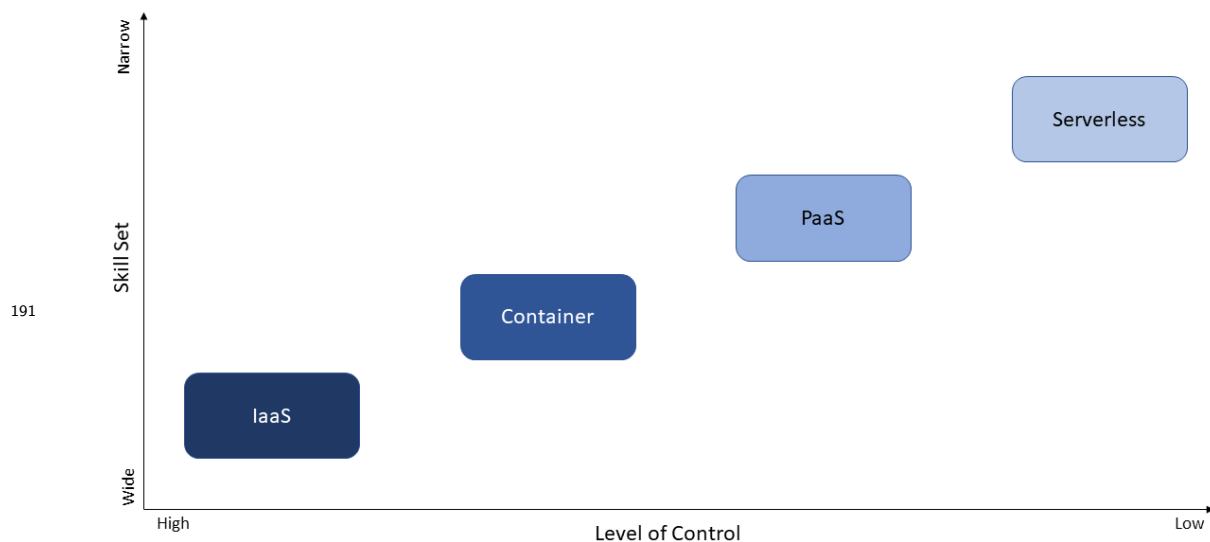 Narrow
Serverless
PaaS
Skill Set
191
Container
IaaS
Wide
High
Level of Control
Low